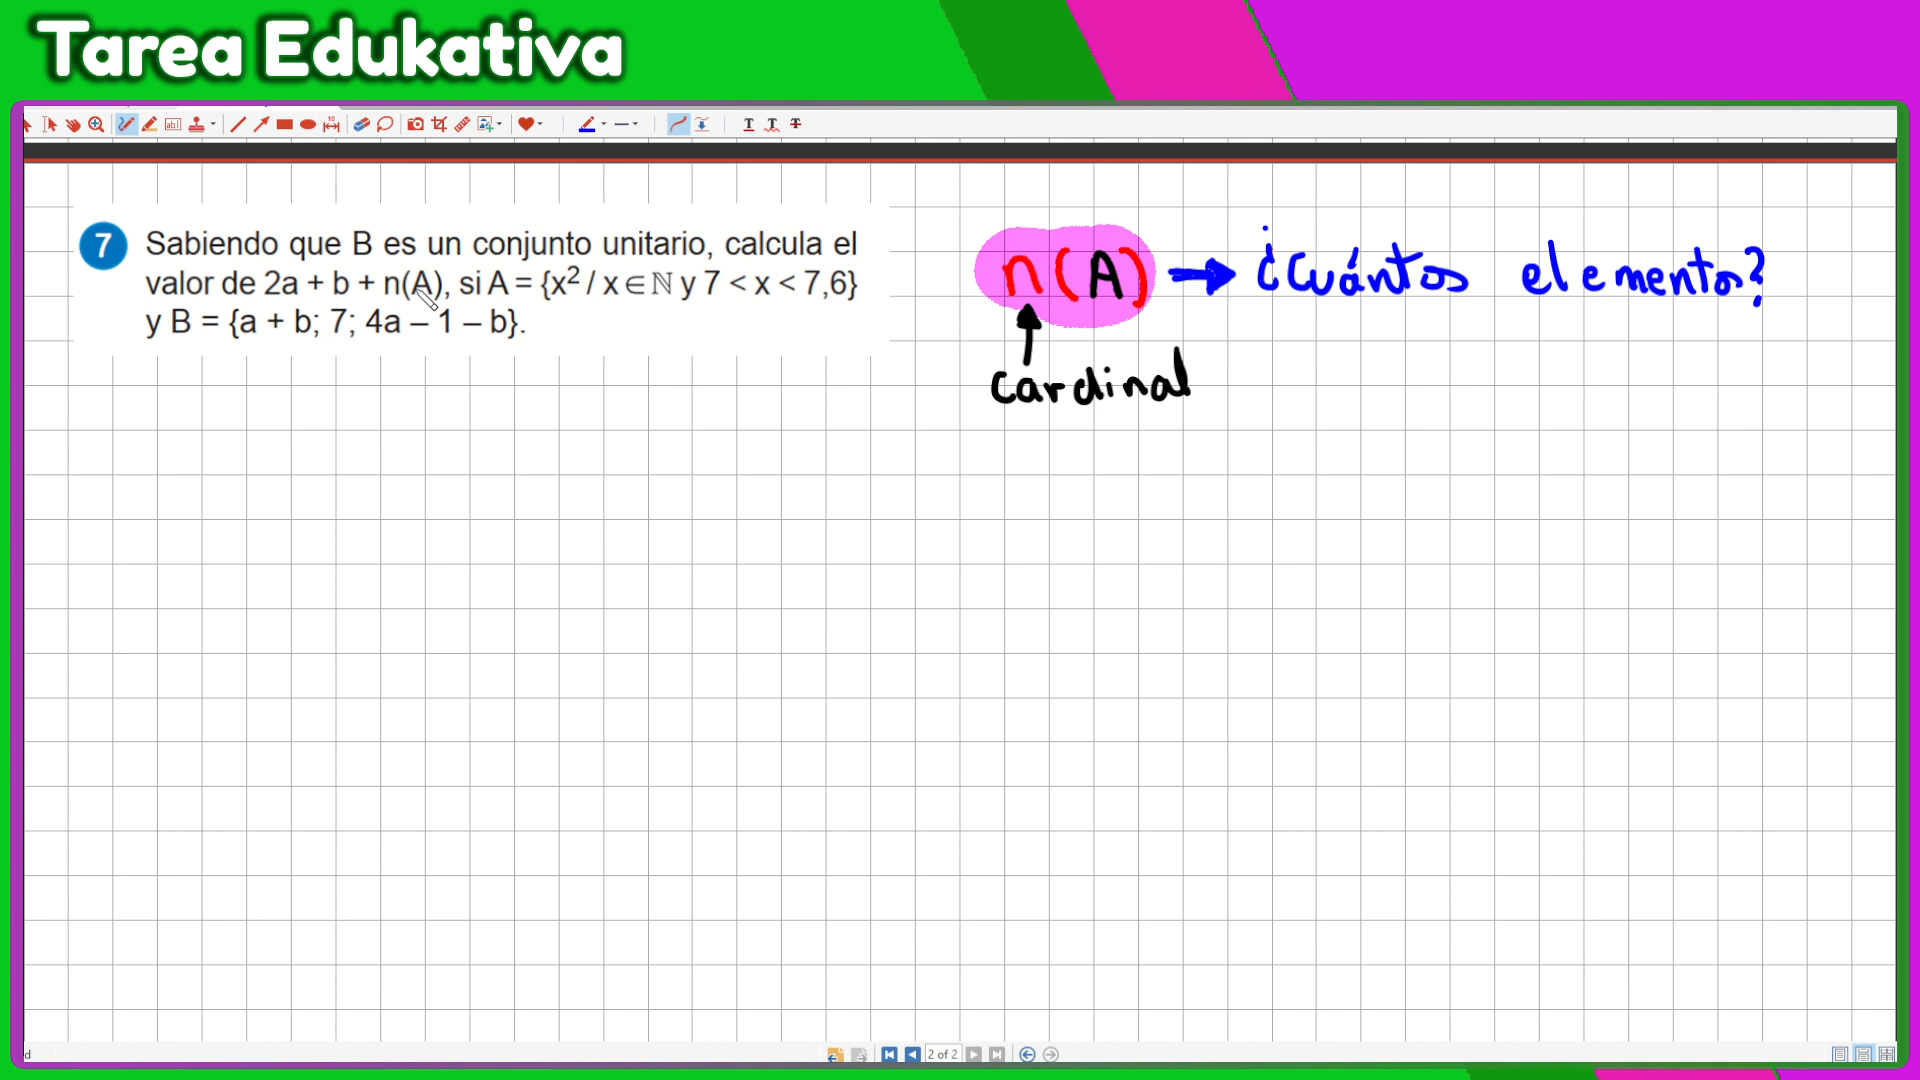 Tarea Edukativa
7 Sabiendo que B es un conjunto unitario, calcula el
valor de 2a + b + n(A), si A = {x² / x ∈ ℕ y 7 < x < 7,6}
y B = {a + b; 7; 4a – 1 – b}.
n(A) → ¿Cuántos elementos?
cardinal
2 of 2